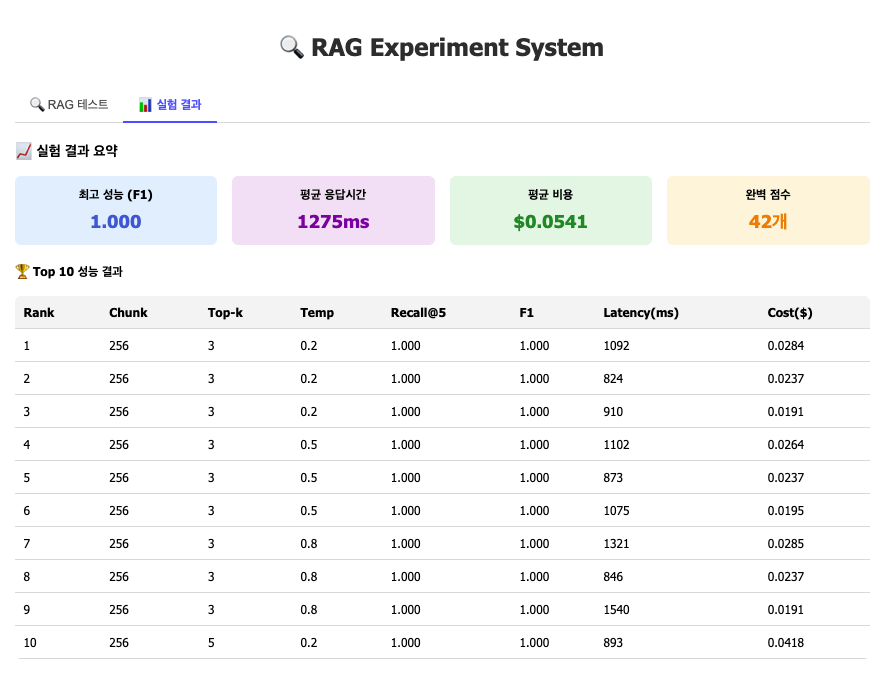 RAG Experiment System
RAG 테스트 실험 결과
실험 결과 요약
최고 성능 (F1) 평균 응답시간 평균 비용 완벽 점수
1.000 1275ms $0.0541 42개
Top 10 성능 결과
Rank Chunk Top-k Temp Recall@5 F1 Latency(ms) Cost($)
1 256 3 0.2 1.000 1.000 1092 0.0284
2 256 3 0.2 1.000 1.000 824 0.0237
3 256 3 0.2 1.000 1.000 910 0.0191
4 256 3 0.5 1.000 1.000 1102 0.0264
5 256 3 0.5 1.000 1.000 873 0.0237
6 256 3 0.5 1.000 1.000 1075 0.0195
7 256 3 0.8 1.000 1.000 1321 0.0285
8 256 3 0.8 1.000 1.000 846 0.0237
9 256 3 0.8 1.000 1.000 1540 0.0191
10 256 5 0.2 1.000 1.000 893 0.0418